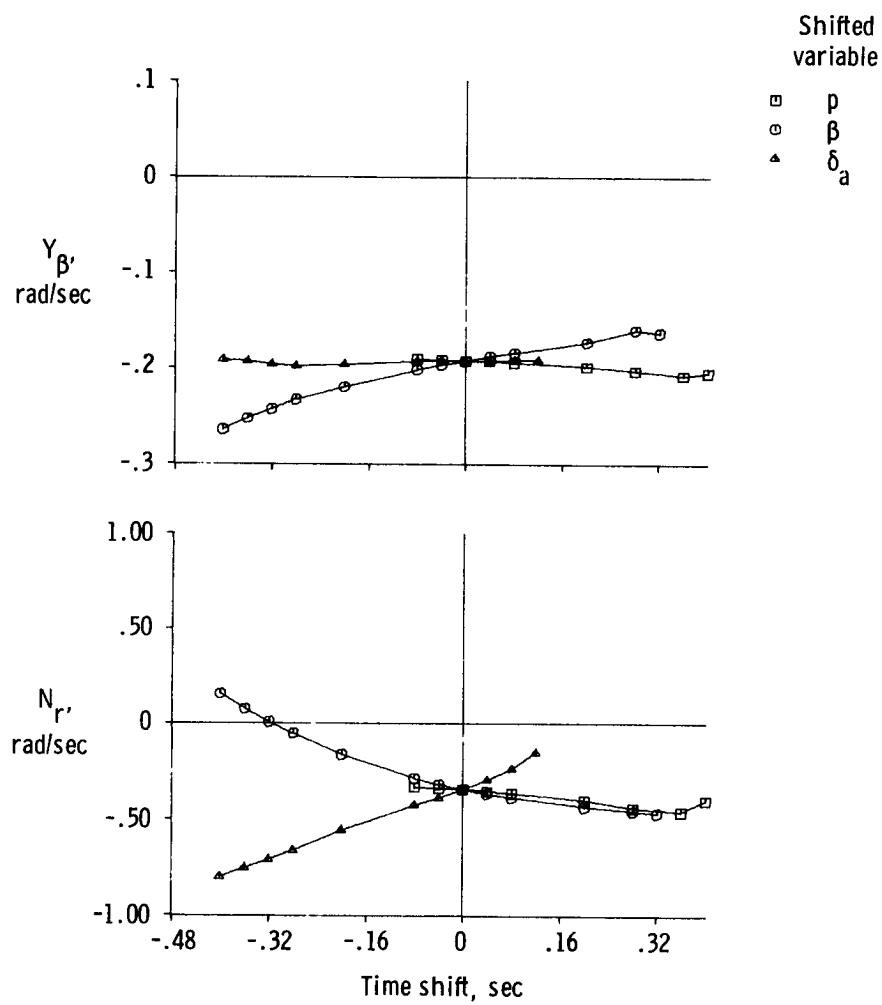 Shifted
variable
p
β
δa
.1
0
-.1
-.2
-.3
Yβ,
rad/sec
1.00
.50
0
-.50
-1.00
Nr,
rad/sec
-.48 -.32 -.16 0 .16 .32
Time shift, sec